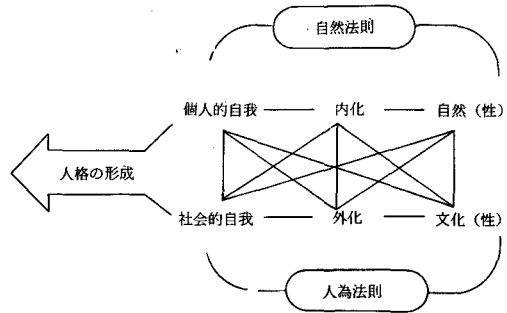 自然法則
個人的自我 内化 自然（性）
人格の形成
社会的自我 外化 文化（性）
人為法則